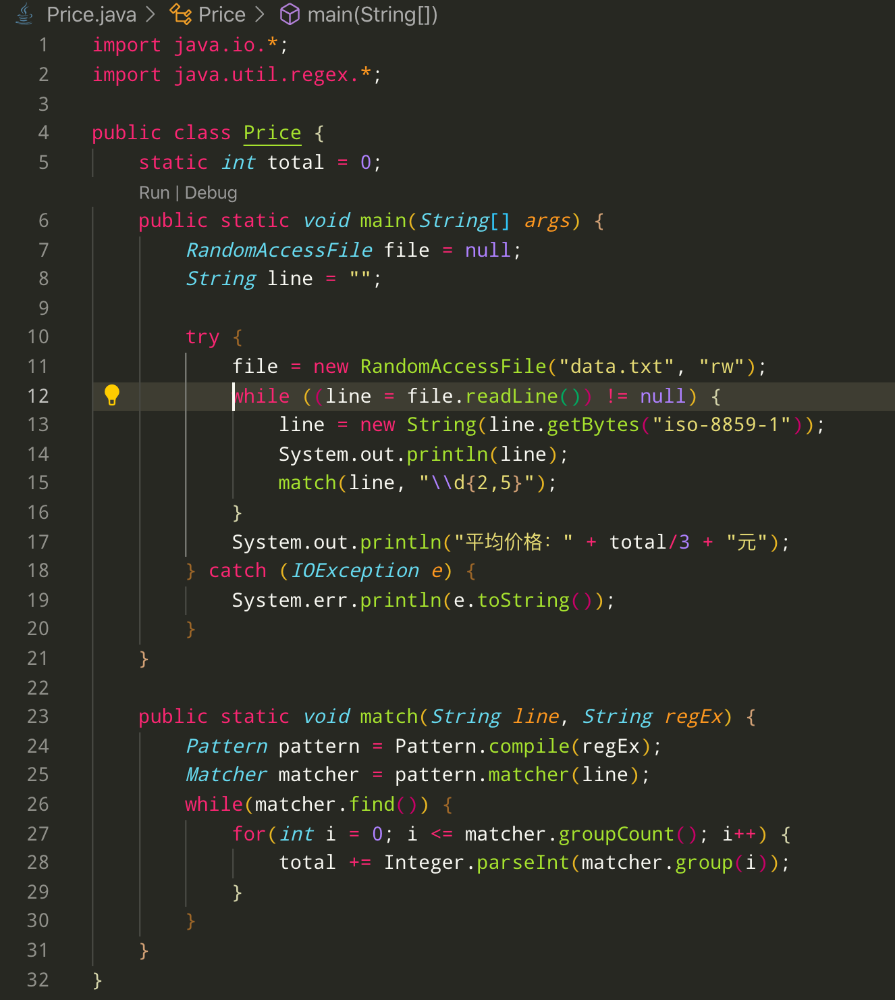 Price.java > Price > main(String[])
1 import java.io.*;
2 import java.util.regex.*;
3
4 public class Price {
5     static int total = 0;
Run | Debug
6     public static void main(String[] args) {
7         RandomAccessFile file = null;
8         String line = "";
9
10         try {
11             file = new RandomAccessFile("data.txt", "rw");
12             while ((line = file.readLine()) != null) {
13                 line = new String(line.getBytes("iso-8859-1"));
14                 System.out.println(line);
15                 match(line, "\\d{2,5}");
16             }
17             System.out.println("平均价格：" + total/3 + "元");
18         } catch (IOException e) {
19             System.err.println(e.toString());
20         }
21     }
22
23     public static void match(String line, String regEx) {
24         Pattern pattern = Pattern.compile(regEx);
25         Matcher matcher = pattern.matcher(line);
26         while(matcher.find()) {
27             for(int i = 0; i <= matcher.groupCount(); i++) {
28                 total += Integer.parseInt(matcher.group(i));
29             }
30         }
31     }
32 }